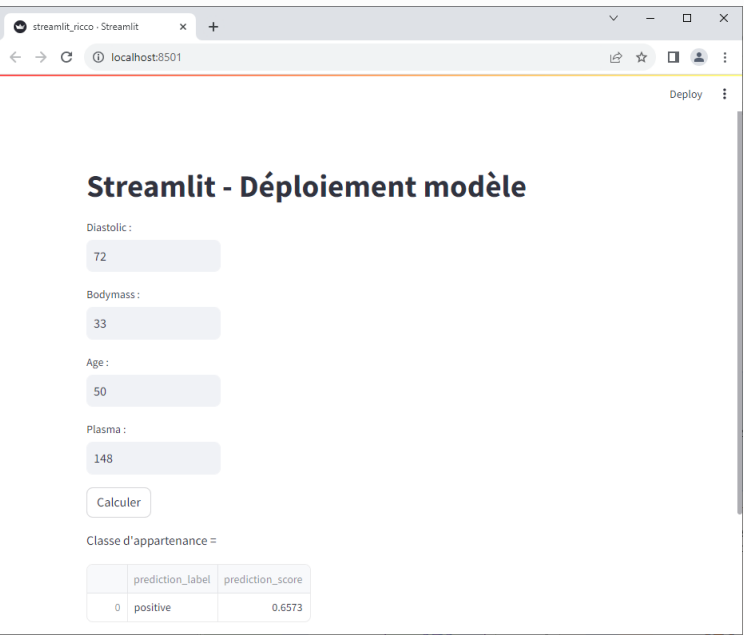 streamlit_ricco · Streamlit
localhost:8501
Deploy
Streamlit - Déploiement modèle
Diastolic :
72
Bodymass :
33
Age :
50
Plasma :
148
Calculer
Classe d'appartenance =
prediction_label prediction_score
0 positive 0.6573